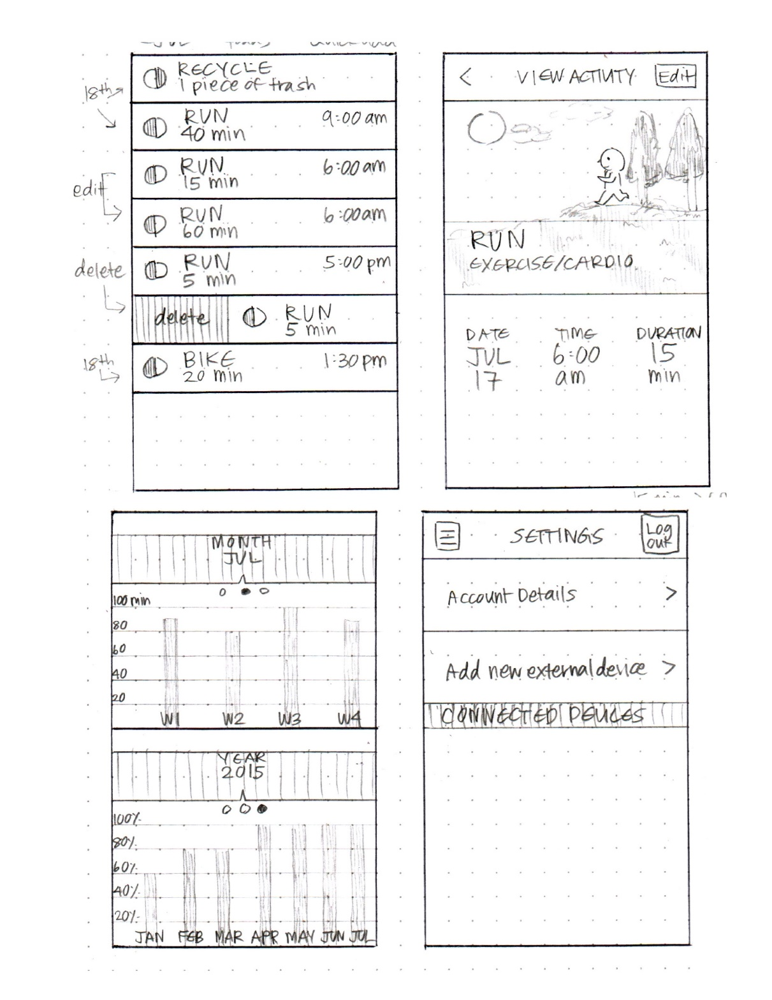 RECYCLE
1 piece of trash
18th
RUN 9:00 am
40 min
RUN 6:00 am
15 min
edit
RUN 6:00 am
60 min
RUN 5:00 pm
5 min
delete
delete RUN
5 min
18th
BIKE 1:30 pm
20 min
< VIEW ACTIVITY Edit
RUN
EXERCISE/CARDIO
DATE TIME DURATION
JUL 6:00 15
17 am min
MONTH
JUL
100 min
80
60
40
20
W1 W2 W3 W4
YEAR
2015
100%
80%
60%
40%
20%
JAN FEB MAR APR MAY JUN JUL
SETTINGS Log
Out
Account Details >
Add new external device >
CONNECTED DEVICES